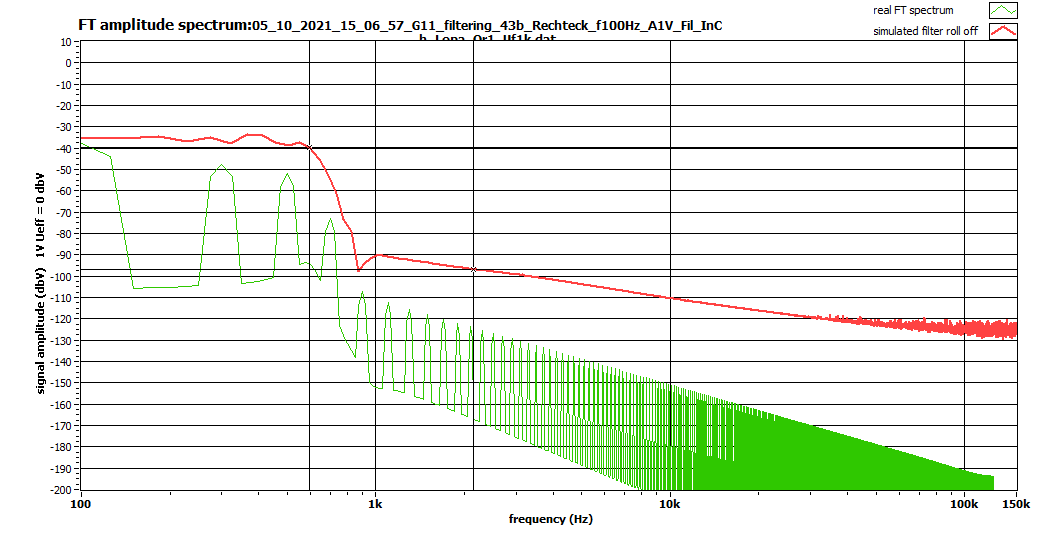 FT amplitude spectrum:05_10_2021_15_06_57_G11_filtering_43b_Rechteck_f100Hz_A1V_Fil_InC
real FT spectrum
simulated filter roll off
10
0
-10
-20
-30
-40
-50
-60
-70
-80
-90
-100
-110
-120
-130
-140
-150
-160
-170
-180
-190
-200
signal amplitude (dbV) 1V Ueff = 0 dbV
100
1k
10k
100k
150k
frequency (Hz)